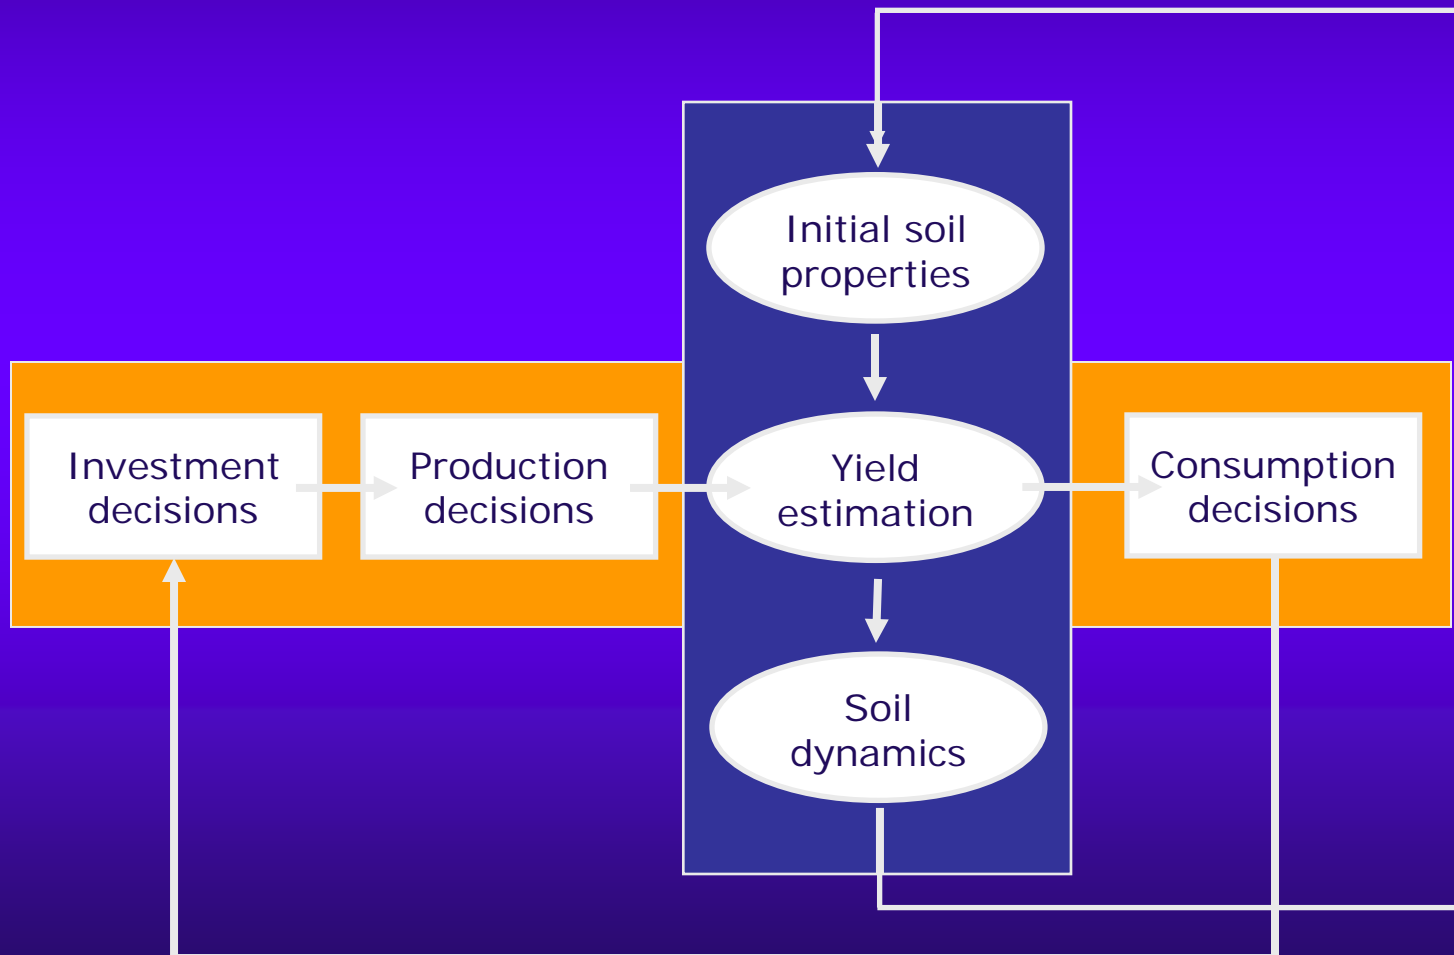 Initial soil
properties
Investment
decisions
Production
decisions
Yield
estimation
Consumption
decisions
Soil
dynamics